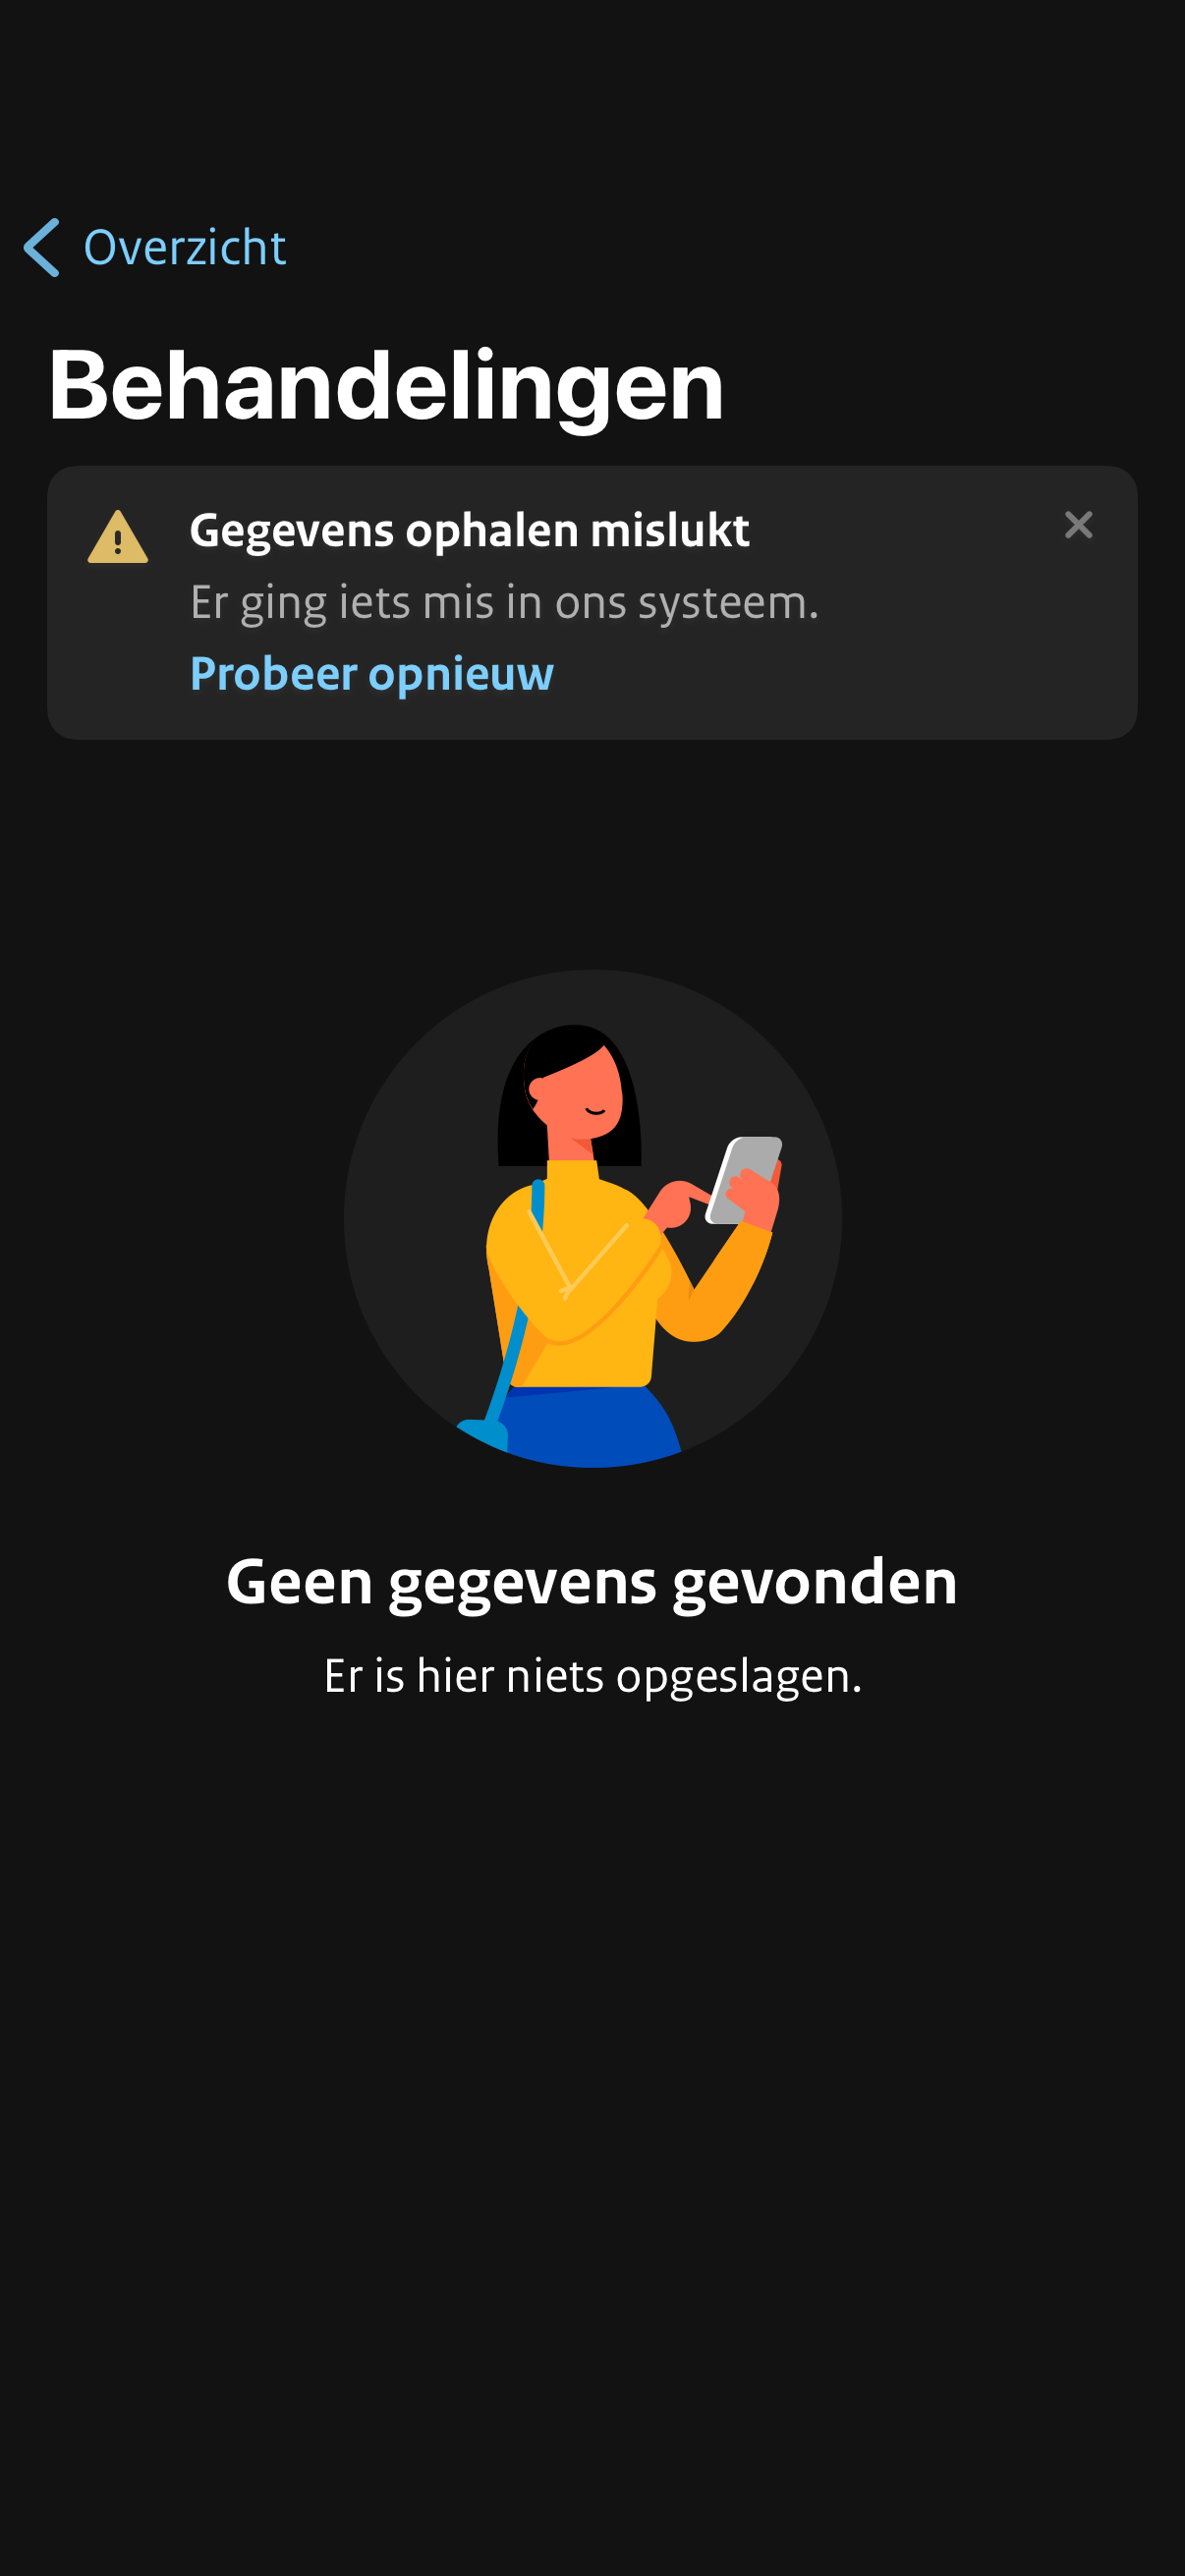 Overzicht
Behandelingen
Gegevens ophalen mislukt
Er ging iets mis in ons systeem.
Probeer opnieuw
Geen gegevens gevonden
Er is hier niets opgeslagen.